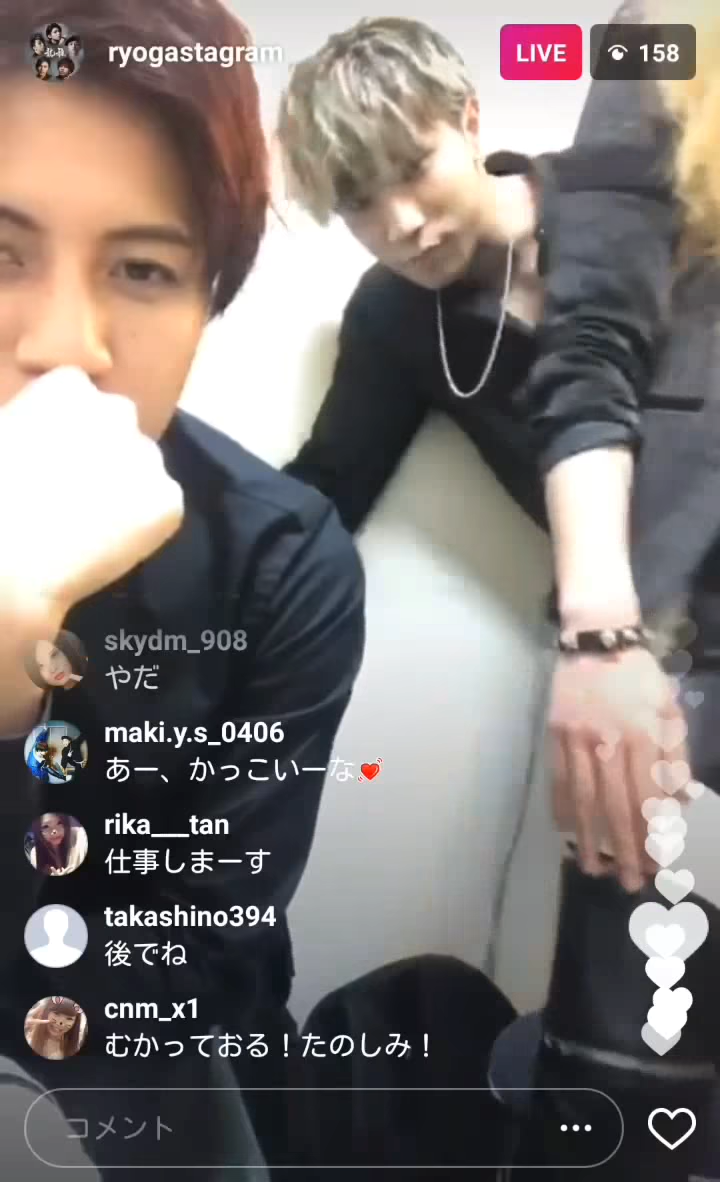 ryogastagram
LIVE
158
skydm_908
やだ
maki.y.s_0406
あー、かっこいーな💓
rika___tan
仕事しまーす
takashino394
後でね
cnm_x1
むかっておる！たのしみ！
コメント